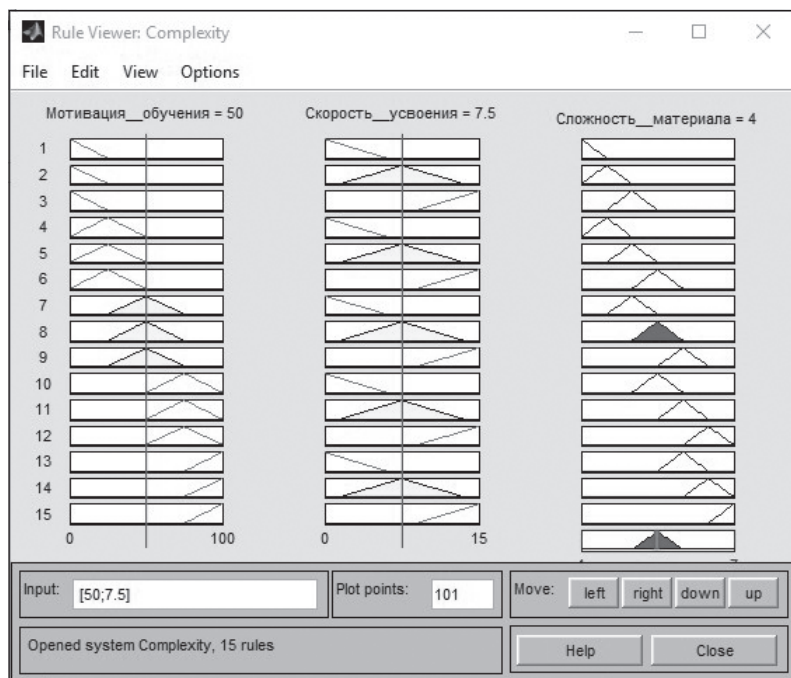 Rule Viewer: Complexity
File Edit View Options
Мотивация__обучения = 50
Скорость__усвоения = 7.5
Сложность__материала = 4
1
2
3
4
5
6
7
8
9
10
11
12
13
14
15
0 100
0 15
Input: [50;7.5]
Plot points: 101
Move: left right down up
Opened system Complexity, 15 rules
Help Close